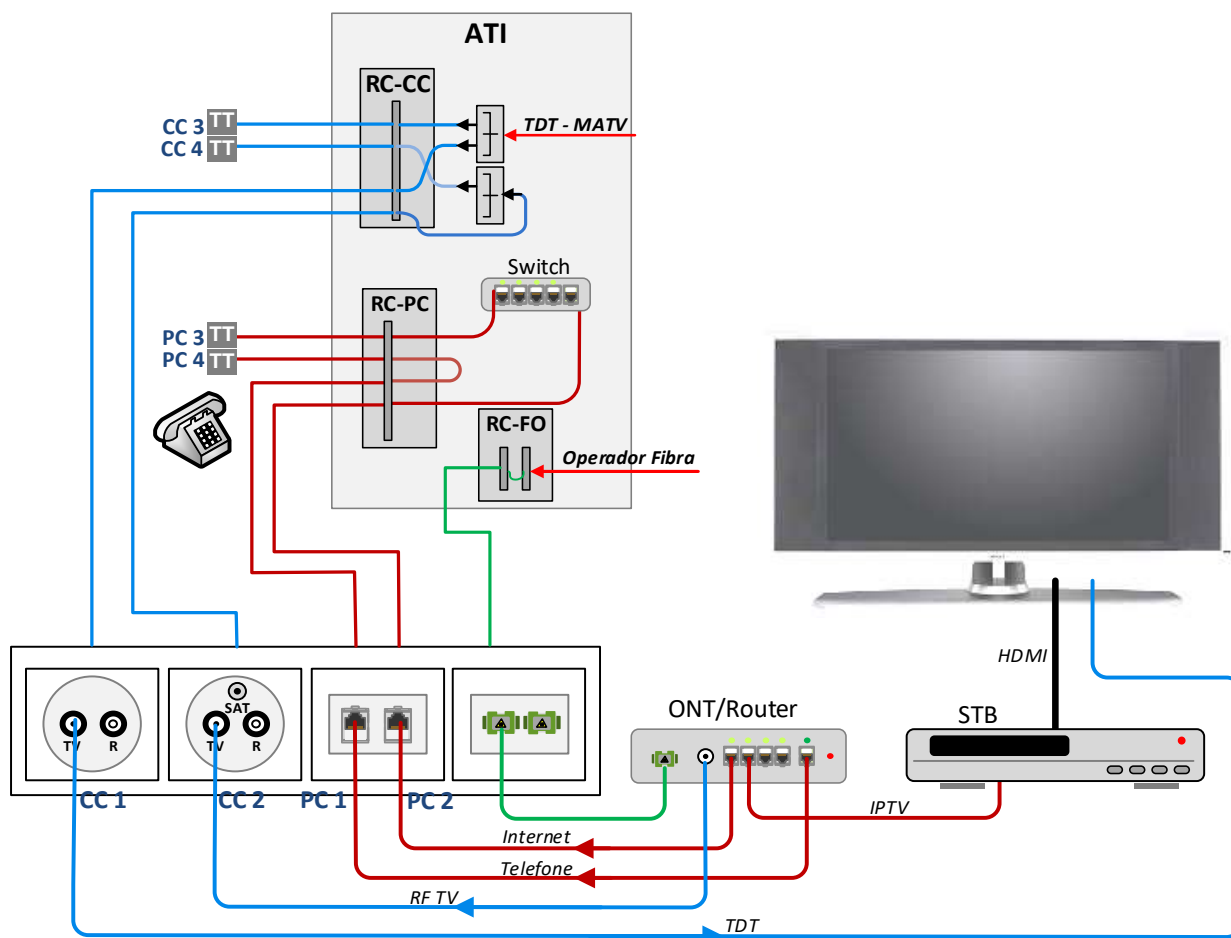 ATI
RC-CC
TDT - MATV
CC 3 TT
CC 4 TT
Switch
RC-PC
PC 3 TT
PC 4 TT
RC-FO
Operador Fibra
HDMI
ONT/Router
STB
SAT
TV R
TV R
CC 1
CC 2
PC 1
PC 2
IPTV
Internet
Telefone
RF TV
TDT